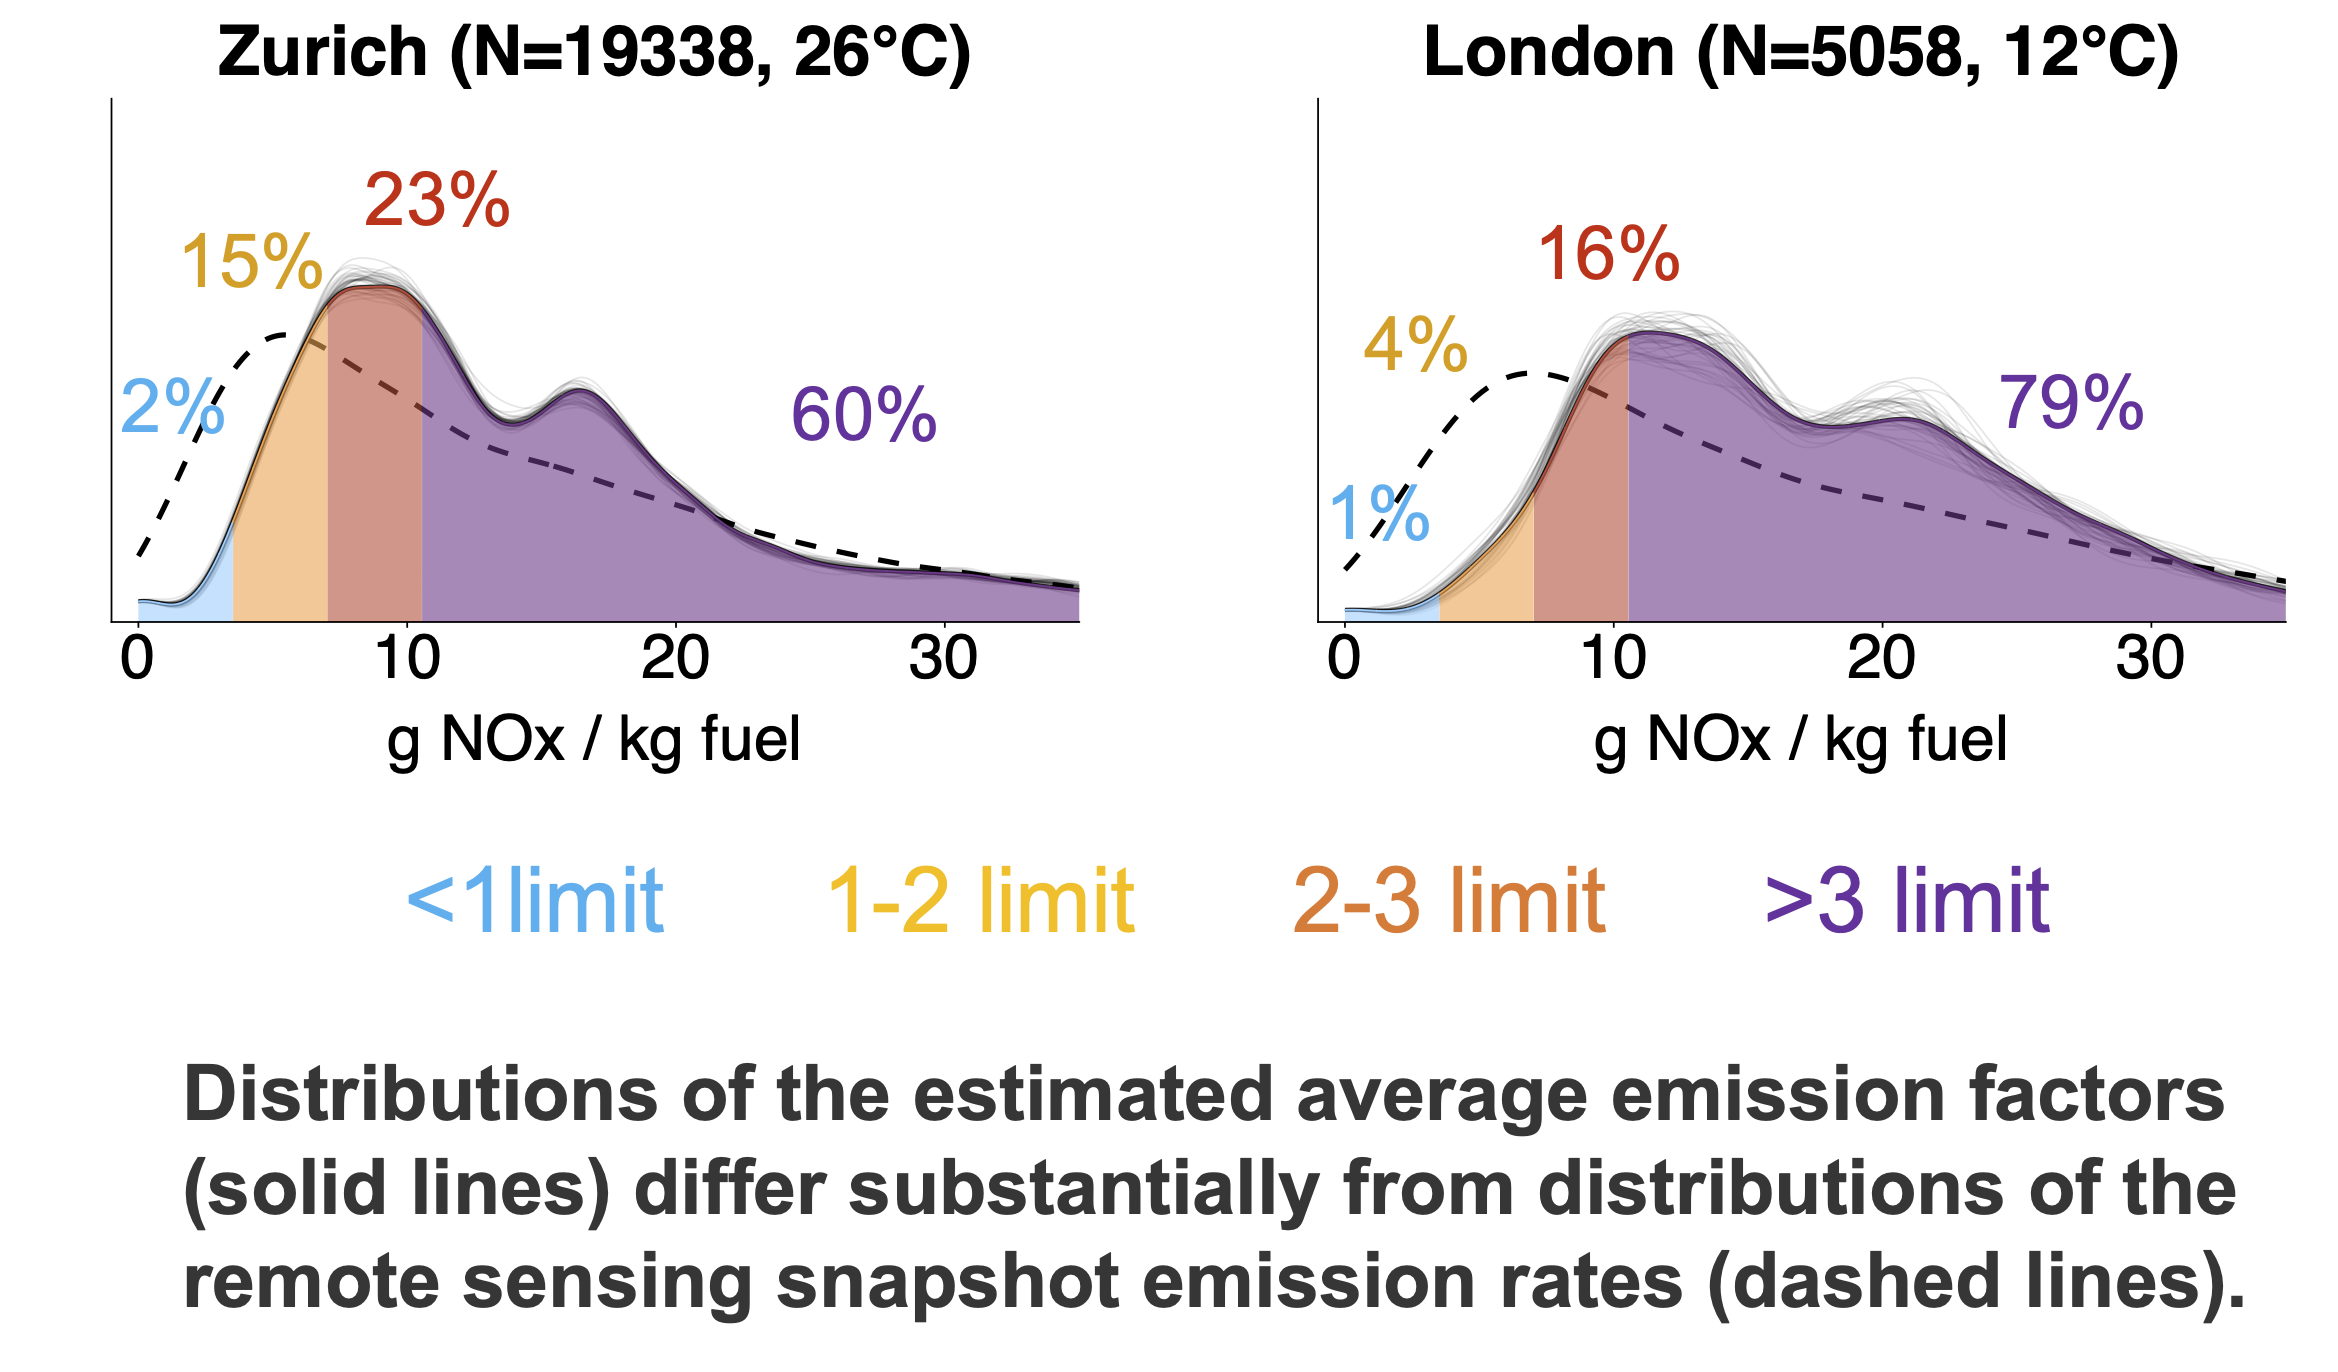 Zurich (N=19338, 26°C)
23%
15%
2%
60%
0 10 20 30
g NOx / kg fuel
London (N=5058, 12°C)
16%
4%
79%
1%
0 10 20 30
g NOx / kg fuel
<1limit 1-2 limit 2-3 limit >3 limit
Distributions of the estimated average emission factors
(solid lines) differ substantially from distributions of the
remote sensing snapshot emission rates (dashed lines).